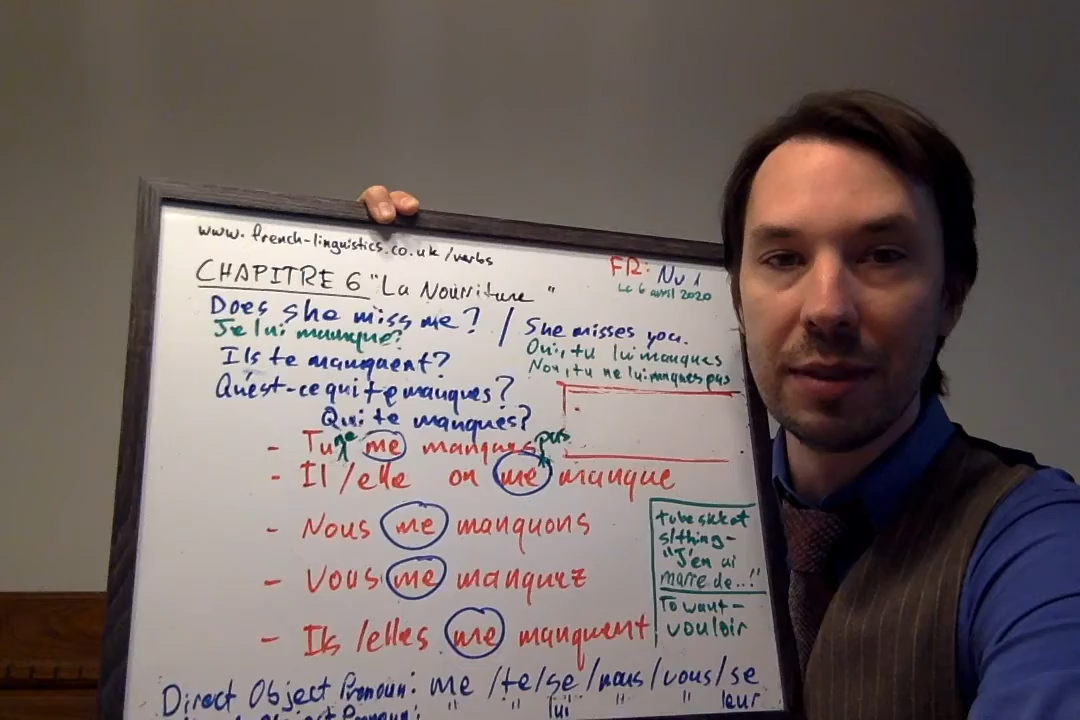 www.french-linguistics.co.uk/verbs
FR: Nv 1
Le 6 avril 2020
CHAPITRE 6 "La Nourriture"
Does she miss me? / She misses you.
Je lui manque?
Oui, tu lui manques
Ils te manquent?
Non, tu ne lui manques pas
Qu'est-ce qui te manques?
Qui te manques?
- Tu ne me manques pas
- Il/elle on me manque
- Nous me manquons
- Vous me manquez
- Ils/elles me manquent
to be sick of
s/thing -
"J'en ai
marre de..!"
To want -
vouloir
Direct Object Pronoun: me /te/se/nous/vous/se
Object Pronoun: " " lui " " leur